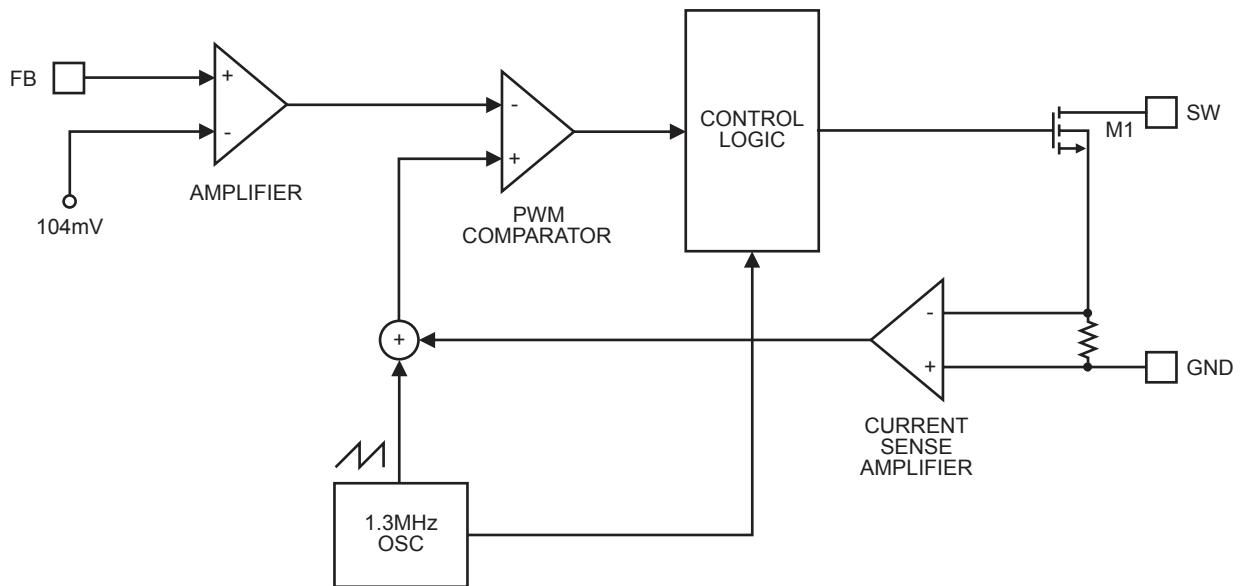 FB
+
-
104mV
AMPLIFIER
-
+
PWM
COMPARATOR
CONTROL
LOGIC
M1
SW
+
-
+
CURRENT
SENSE
AMPLIFIER
GND
1.3MHz
OSC